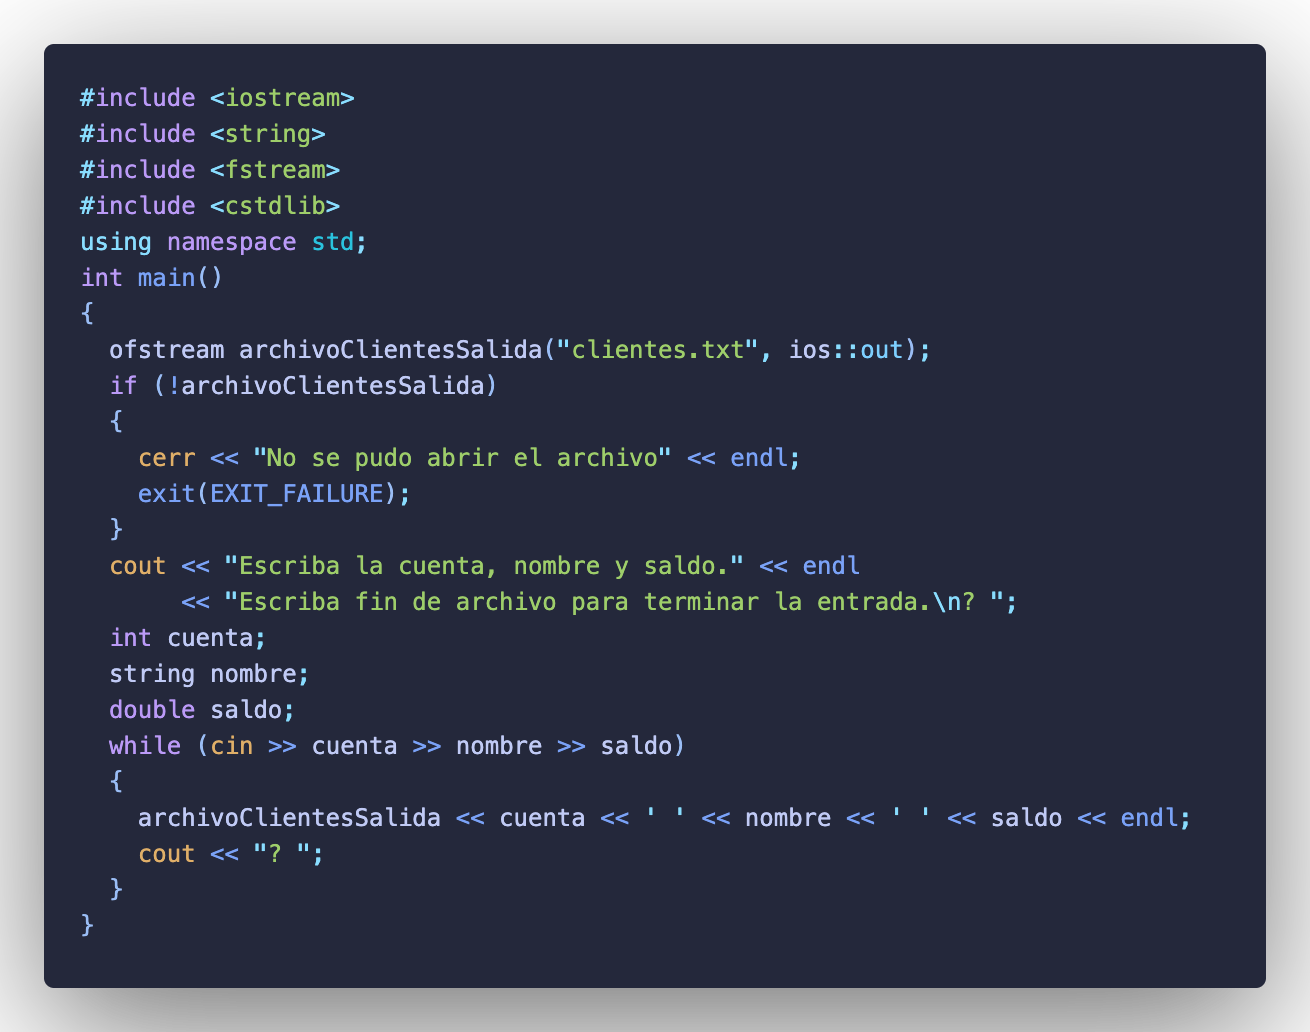 #include <iostream>
#include <string>
#include <fstream>
#include <cstdlib>
using namespace std;
int main()
{
  ofstream archivoClientesSalida("clientes.txt", ios::out);
  if (!archivoClientesSalida)
  {
    cerr << "No se pudo abrir el archivo" << endl;
    exit(EXIT_FAILURE);
  }
  cout << "Escriba la cuenta, nombre y saldo." << endl
       << "Escriba fin de archivo para terminar la entrada.\n? ";
  int cuenta;
  string nombre;
  double saldo;
  while (cin >> cuenta >> nombre >> saldo)
  {
    archivoClientesSalida << cuenta << ' ' << nombre << ' ' << saldo << endl;
    cout << "? ";
  }
}